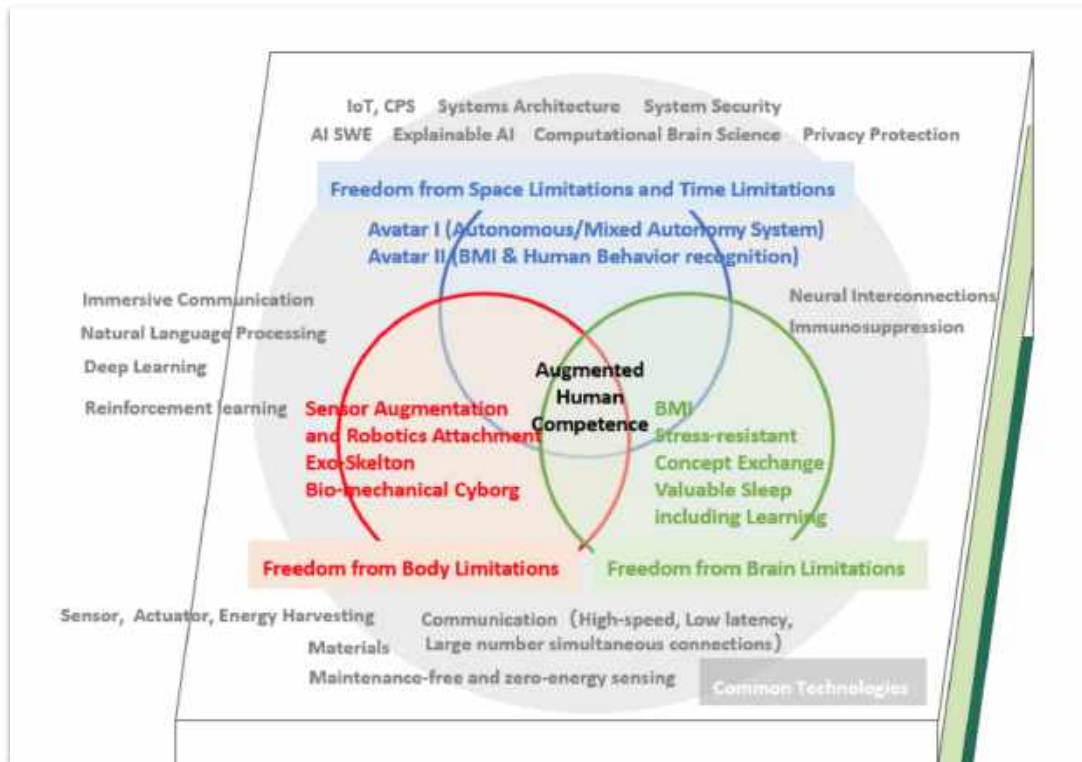 IoT, CPS Systems Architecture System Security
AI SWE Explainable AI Computational Brain Science Privacy Protection
Freedom from Space Limitations and Time Limitations
Avatar I (Autonomous/Mixed Autonomy System)
Avatar II (BMI & Human Behavior recognition)
Immersive Communication
Natural Language Processing
Deep Learning
Reinforcement learning
Neural Interconnections
Immunosuppression
Augmented
Human
Competence
Sensor Augmentation
and Robotics Attachment
Exo-Skelton
Bio-mechanical Cyborg
BMI
Stress-resistant
Concept Exchange
Valuable Sleep
including Learning
Freedom from Body Limitations
Freedom from Brain Limitations
Sensor, Actuator, Energy Harvesting
Materials
Communication (High-speed, Low latency,
Large number simultaneous connections)
Maintenance-free and zero-energy sensing
Common Technologies